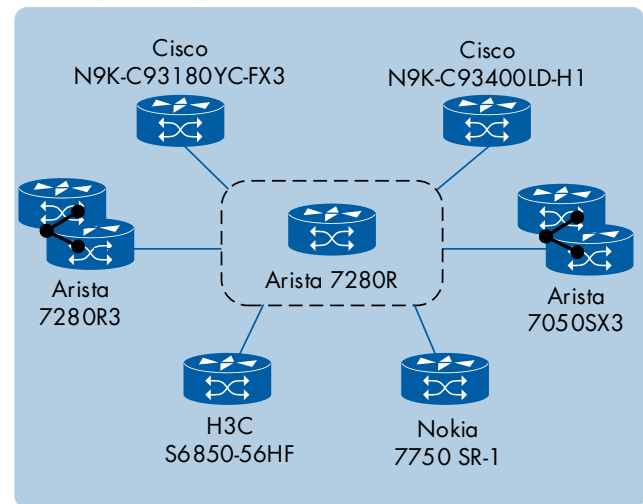 Cisco
N9K-C93180YC-FX3
Cisco
N9K-C93400LD-H1
Arista 7280R
Arista
7280R3
Arista
7050SX3
H3C
S6850-56HF
Nokia
7750 SR-1